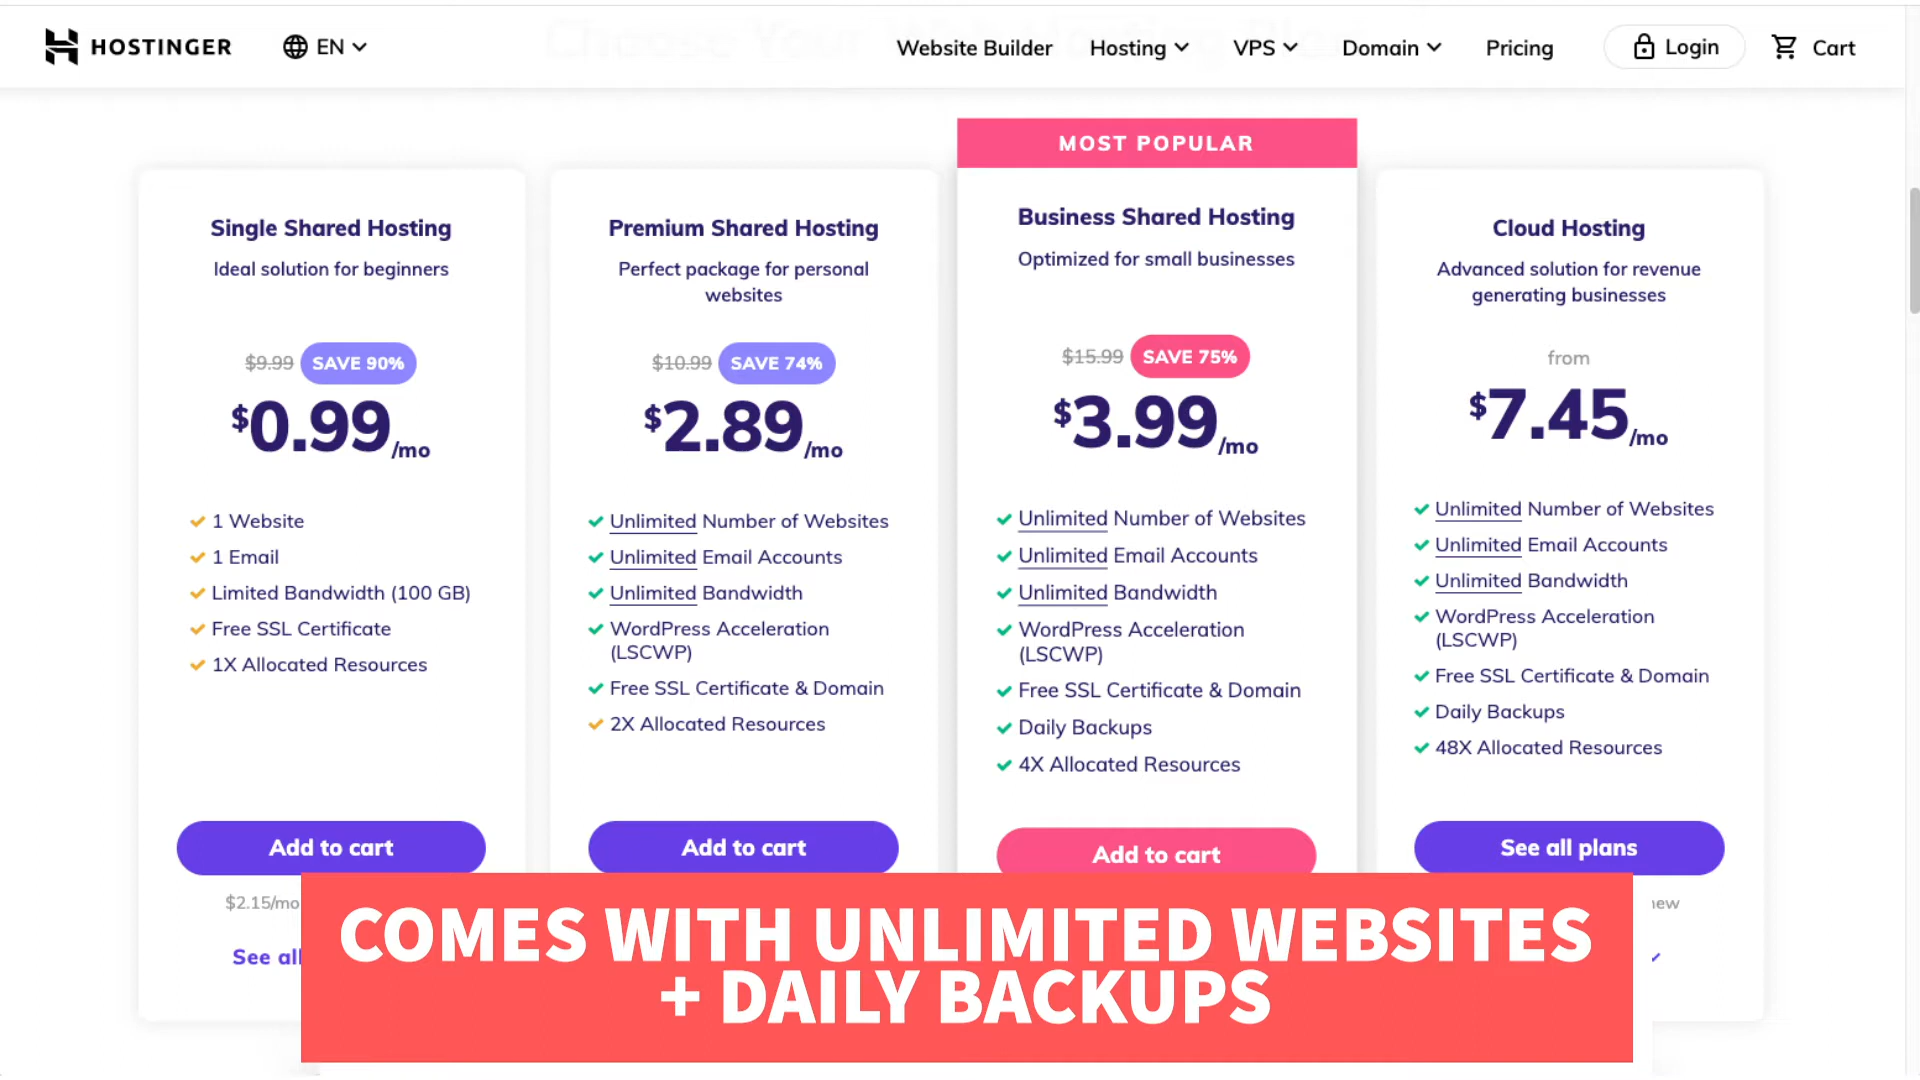 HOSTINGER
EN
Website Builder
Hosting
VPS
Domain
Pricing
Login
Cart
MOST POPULAR
Single Shared Hosting
Ideal solution for beginners
$9.99 SAVE 90%
$0.99/mo
1 Website
1 Email
Limited Bandwidth (100 GB)
Free SSL Certificate
1X Allocated Resources
Add to cart
$2.15/mo
See all
Premium Shared Hosting
Perfect package for personal
websites
$10.99 SAVE 74%
$2.89/mo
Unlimited Number of Websites
Unlimited Email Accounts
Unlimited Bandwidth
WordPress Acceleration
(LSCWP)
Free SSL Certificate & Domain
2X Allocated Resources
Add to cart
Business Shared Hosting
Optimized for small businesses
$15.99 SAVE 75%
$3.99/mo
Unlimited Number of Websites
Unlimited Email Accounts
Unlimited Bandwidth
WordPress Acceleration
(LSCWP)
Free SSL Certificate & Domain
Daily Backups
4X Allocated Resources
Add to cart
Cloud Hosting
Advanced solution for revenue
generating businesses
from
$7.45/mo
Unlimited Number of Websites
Unlimited Email Accounts
Unlimited Bandwidth
WordPress Acceleration
(LSCWP)
Free SSL Certificate & Domain
Daily Backups
48X Allocated Resources
See all plans
COMES WITH UNLIMITED WEBSITES
+ DAILY BACKUPS